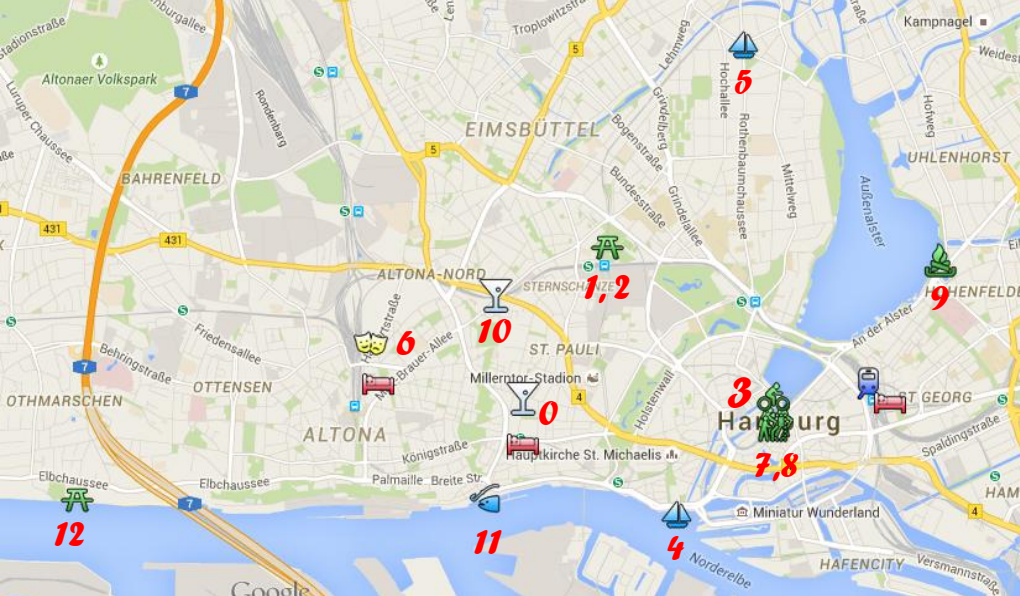 Troplowitzstraße
Kampnagel
Stadionstraße
Altonaer Volkspark
Lehmweg
5
7
Hochallee
5
Luruper Chaussee
Rondenbarg
Grindelberg
Hofweg
EIMSBÜTTEL
Rothenbaumchaussee
Bogenstraße
5
UHLENHORST
BAHRENFELD
Bundesstraße
Mittelweg
Grindelallee
Außenalster
431
431
ALTONA-NORD
STERNSCHANZE
1, 2
9
An der Alster
Friedensallee
10
6
Behringstraße
ST. PAULI
7
Max-Brauer-Allee
Millerntor-Stadion
OTTENSEN
4
3
OTHMARSCHEN
0
Holstenwall
ST GEORG
Hamburg
ALTONA
Spaldingstraße
Königstraße
Hauptkirche St. Michaelis
7,8
Elbchaussee
Elbchaussee
Palmaille
Breite Str.
7
4
Miniatur Wunderland
12
11
4
Norderelbe
HAFENCITY
Versmannstraße
Google